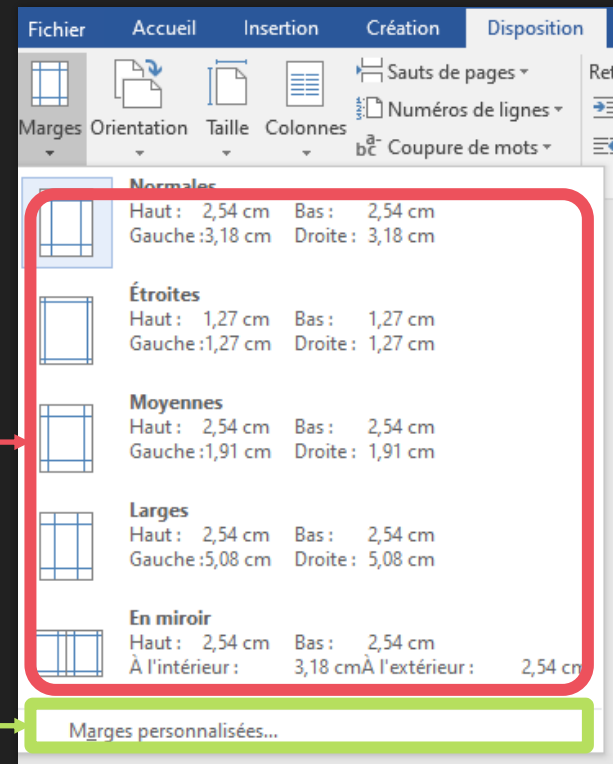 Fichier Accueil Insertion Création Disposition
Sauts de pages Ret
Numéros de lignes
Marges Orientation Taille Colonnes
Coupure de mots
Normales
Haut : 2,54 cm Bas : 2,54 cm
Gauche :3,18 cm Droite : 3,18 cm
Étroites
Haut : 1,27 cm Bas : 1,27 cm
Gauche :1,27 cm Droite : 1,27 cm
Moyennes
Haut : 2,54 cm Bas : 2,54 cm
Gauche :1,91 cm Droite : 1,91 cm
Larges
Haut : 2,54 cm Bas : 2,54 cm
Gauche :5,08 cm Droite : 5,08 cm
En miroir
Haut : 2,54 cm Bas : 2,54 cm
À l'intérieur : 3,18 cmÀ l'extérieur : 2,54 cm
Marges personnalisées...